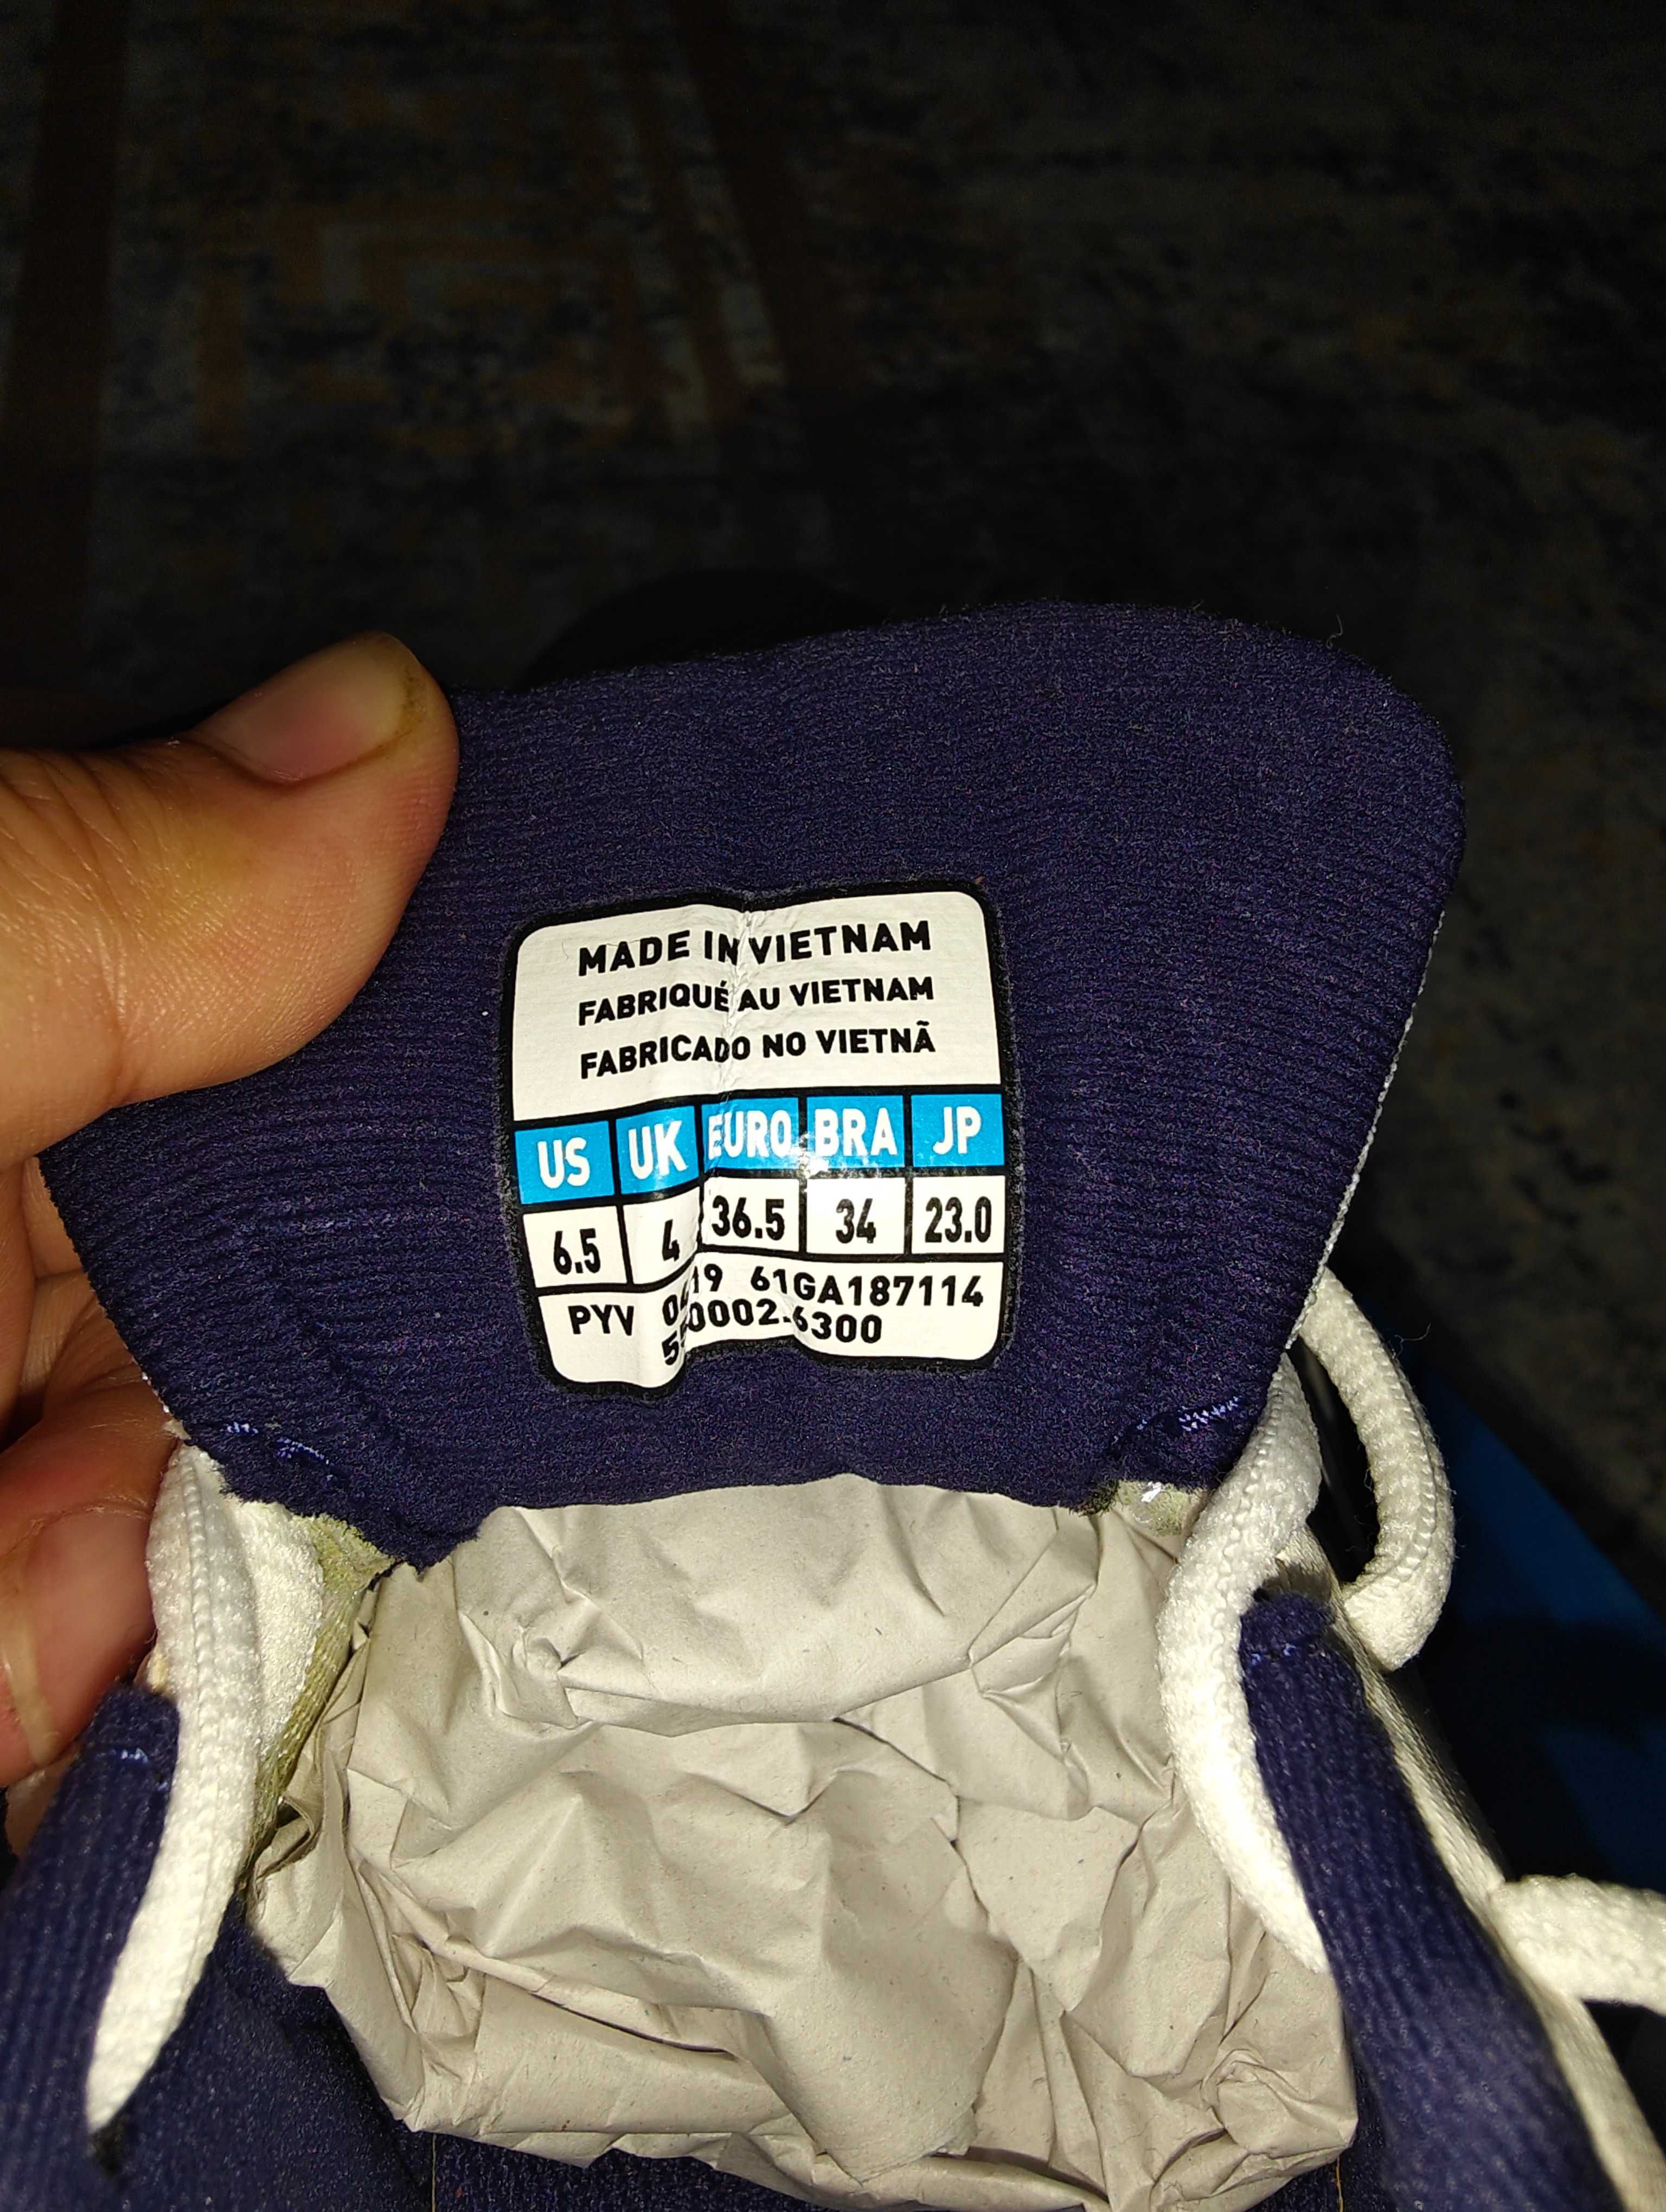 MADE IN VIETNAM
FABRIQUÉ AU VIETNAM
FABRICADO NO VIETNÃ
US UK EURO BRA JP
6.5 4 36.5 34 23.0
PYV 61GA187114